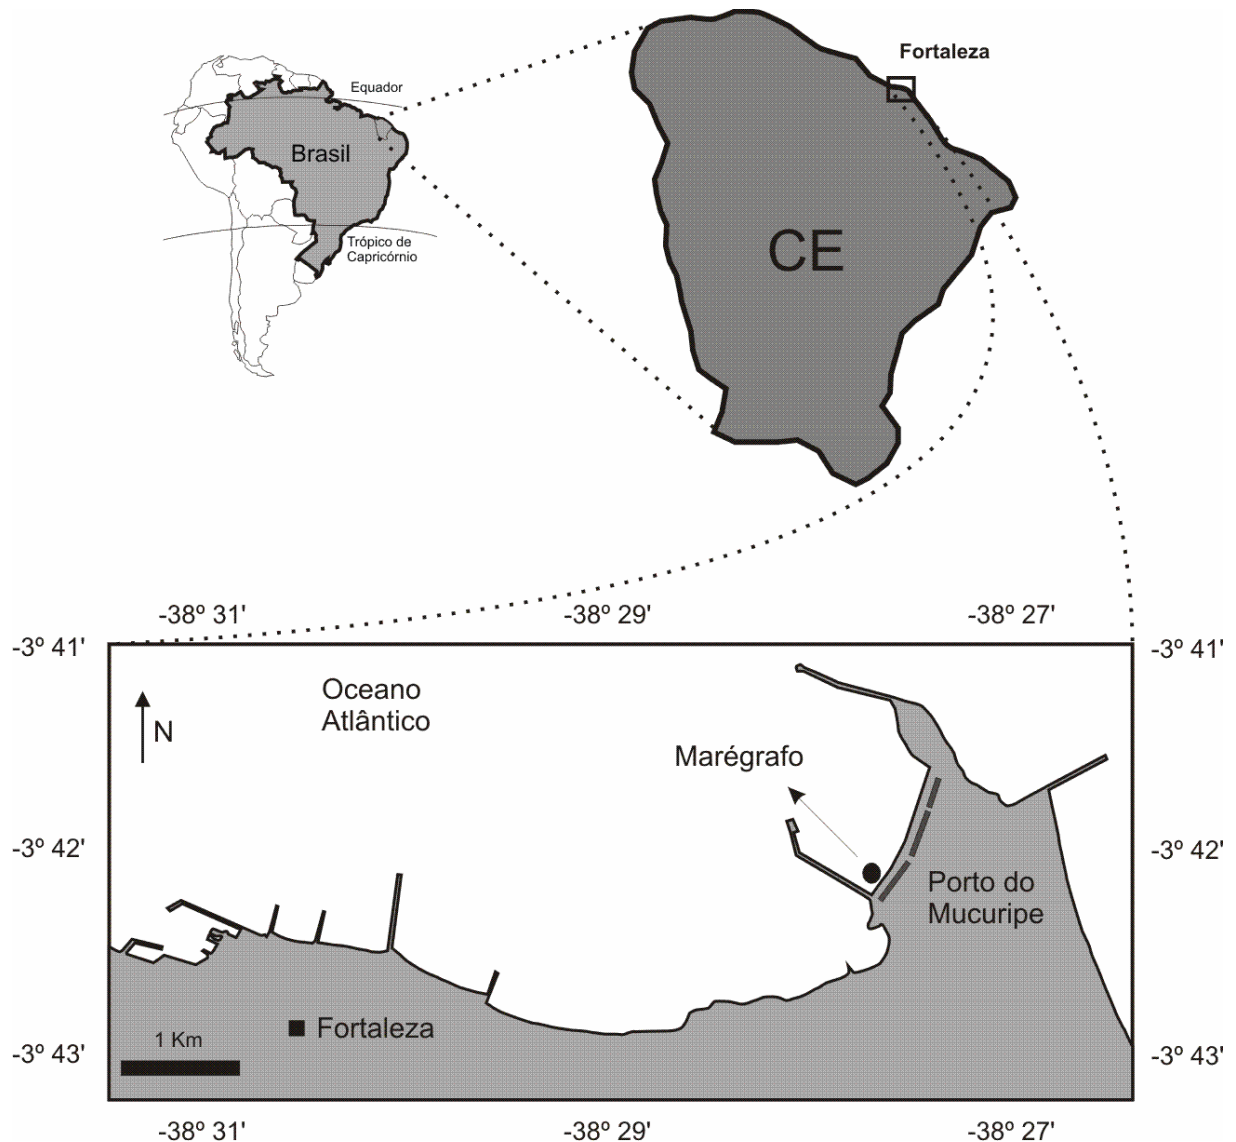 Fortaleza
Equador
Brasil
Trópico de
Capricórnio
CE
-38º 31'
-38º 29'
-38º 27'
-3º 41'
-3º 41'
Oceano
Atlântico
N
Marégrafo
-3º 42'
-3º 42'
Porto do
Mucuripe
Fortaleza
1 Km
-3º 43'
-3º 43'
-38º 31'
-38º 29'
-38º 27'